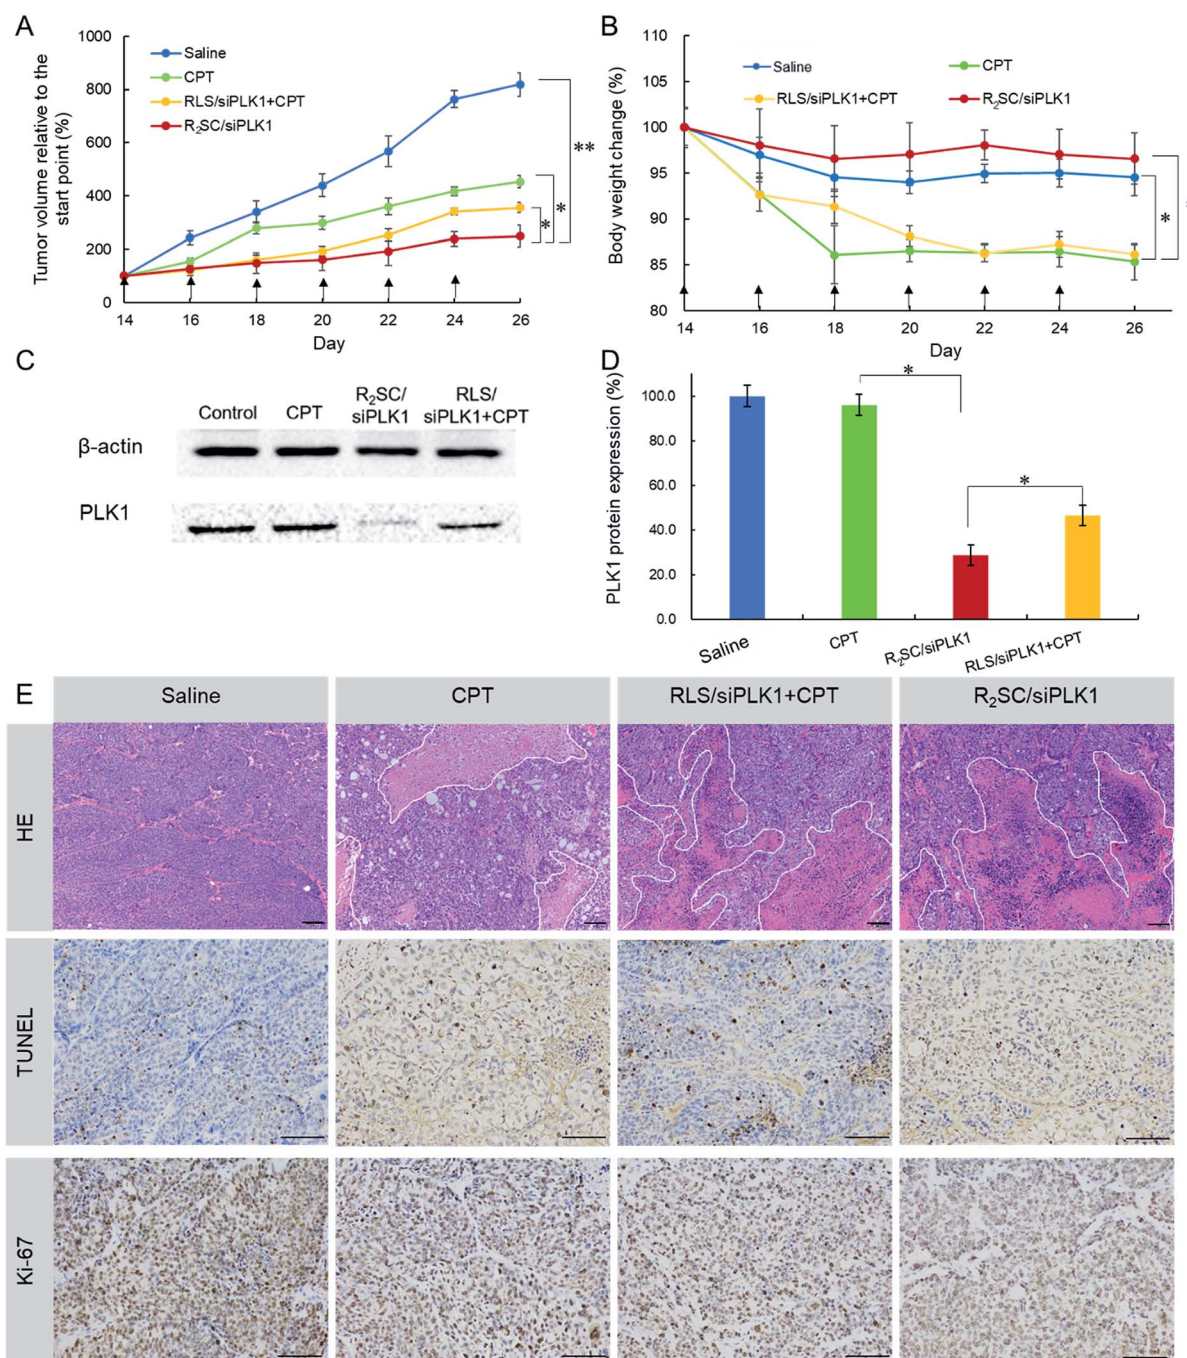 A
Tumor volume relative to the
start point (%)
1000
800
600
400
200
0
Saline
CPT
RLS/siPLK1+CPT
R₂SC/siPLK1
**
*
*
14 16 18 20 22 24 26
Day
B
Body weight change (%)
110
105
100
95
90
85
80
Saline CPT
RLS/siPLK1+CPT R₂SC/siPLK1
*
14 16 18 20 22 24 26
Day
C
Control CPT R₂SC/ RLS/
siPLK1 siPLK1+CPT
β-actin
PLK1
D
PLK1 protein expression (%)
100.0
80.0
60.0
40.0
20.0
0.0
*
*
Saline CPT R₂SC/siPLK1 RLS/siPLK1+CPT
E
Saline CPT RLS/siPLK1+CPT R₂SC/siPLK1
HE
TUNEL
Ki-67